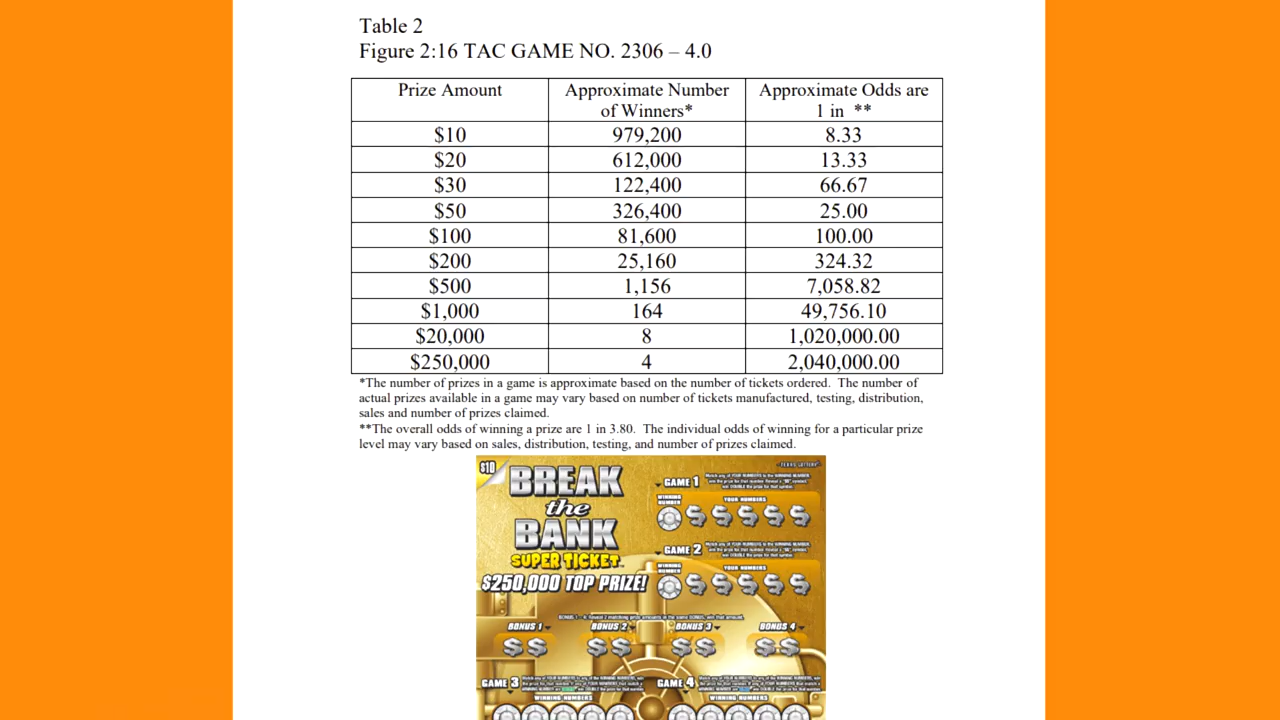 Table 2
Figure 2:16 TAC GAME NO. 2306 – 4.0
Prize Amount Approximate Number of Winners* Approximate Odds are 1 in **
$10 979,200 8.33
$20 612,000 13.33
$30 122,400 66.67
$50 326,400 25.00
$100 81,600 100.00
$200 25,160 324.32
$500 1,156 7,058.82
$1,000 164 49,756.10
$20,000 8 1,020,000.00
$250,000 4 2,040,000.00
*The number of prizes in a game is approximate based on the number of tickets ordered. The number of
actual prizes available in a game may vary based on number of tickets manufactured, testing, distribution,
sales and number of prizes claimed.
**The overall odds of winning a prize are 1 in 3.80. The individual odds of winning for a particular prize
level may vary based on sales, distribution, testing, and number of prizes claimed.
$10
BREAK
the
BANK
SUPER TICKET
$250,000 TOP PRIZE!
TEXAS LOTTERY
GAME 1
WINNING NUMBER
YOUR NUMBERS
$ $ $ $ $
GAME 2
WINNING NUMBER
YOUR NUMBERS
$ $ $ $ $
BONUS 1 BONUS 2 BONUS 3 BONUS 4
$ $ $ $ $ $ $ $
GAME 3
WINNING NUMBERS
GAME 4
WINNING NUMBERS